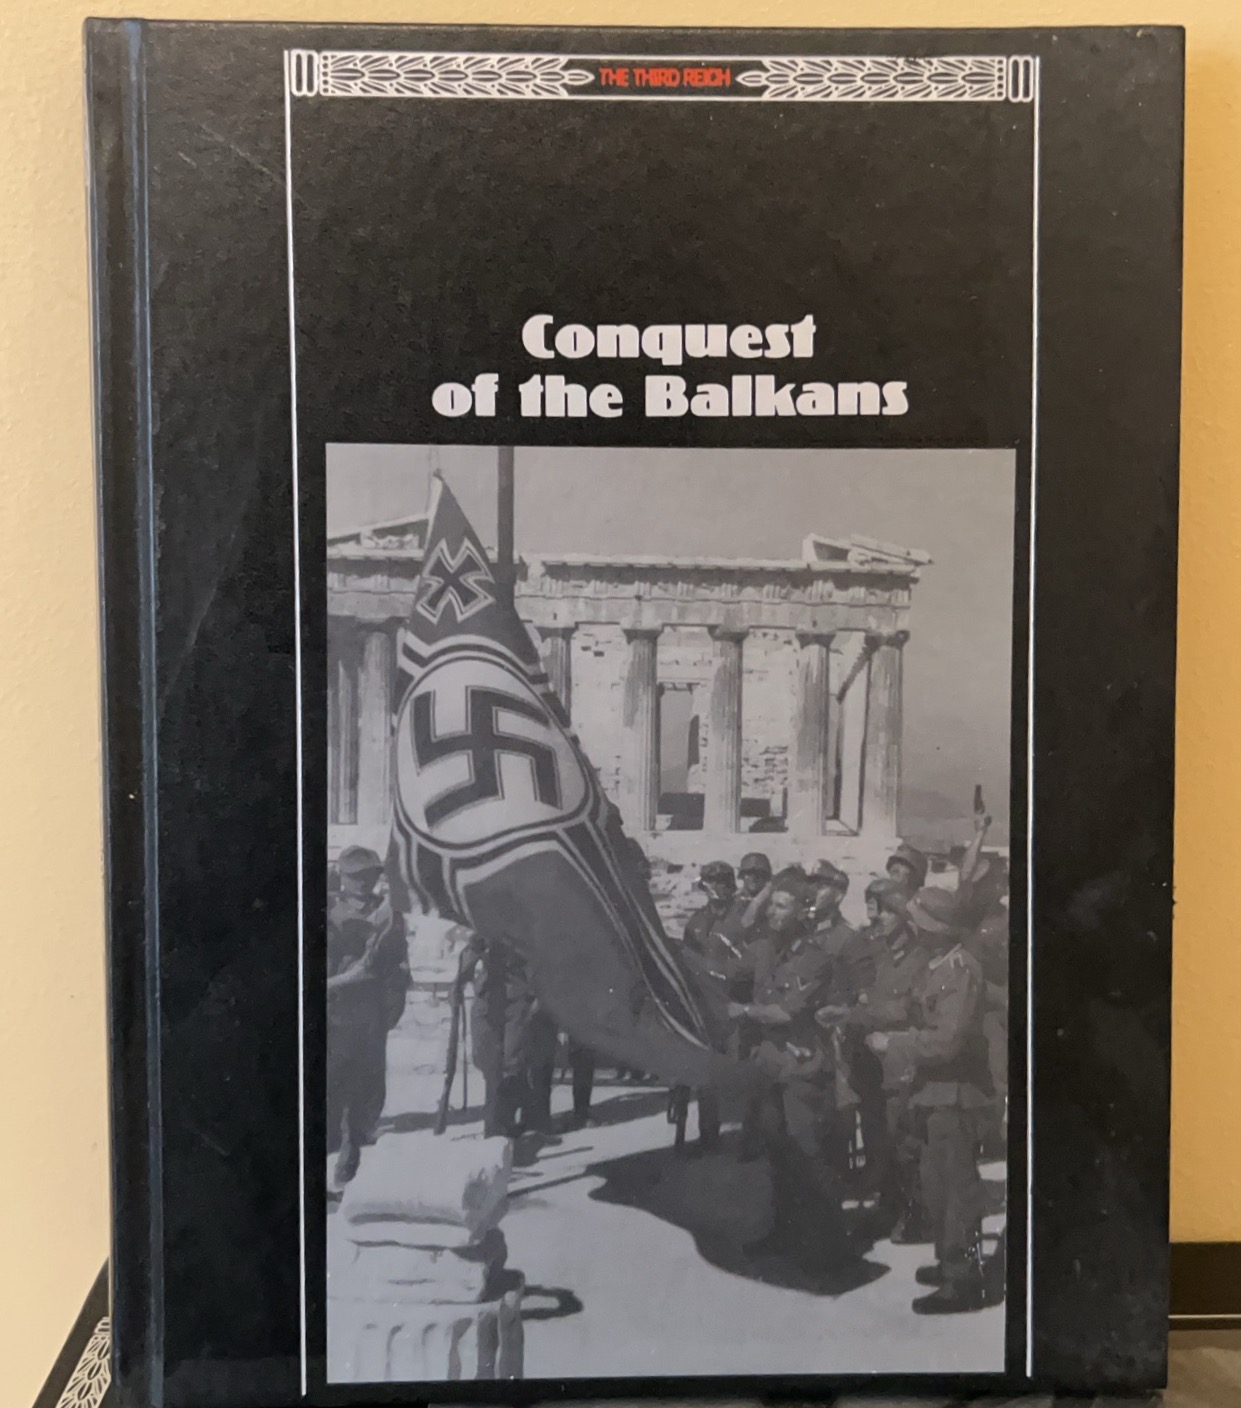 THE THIRD REICH
Conquest
of the Balkans